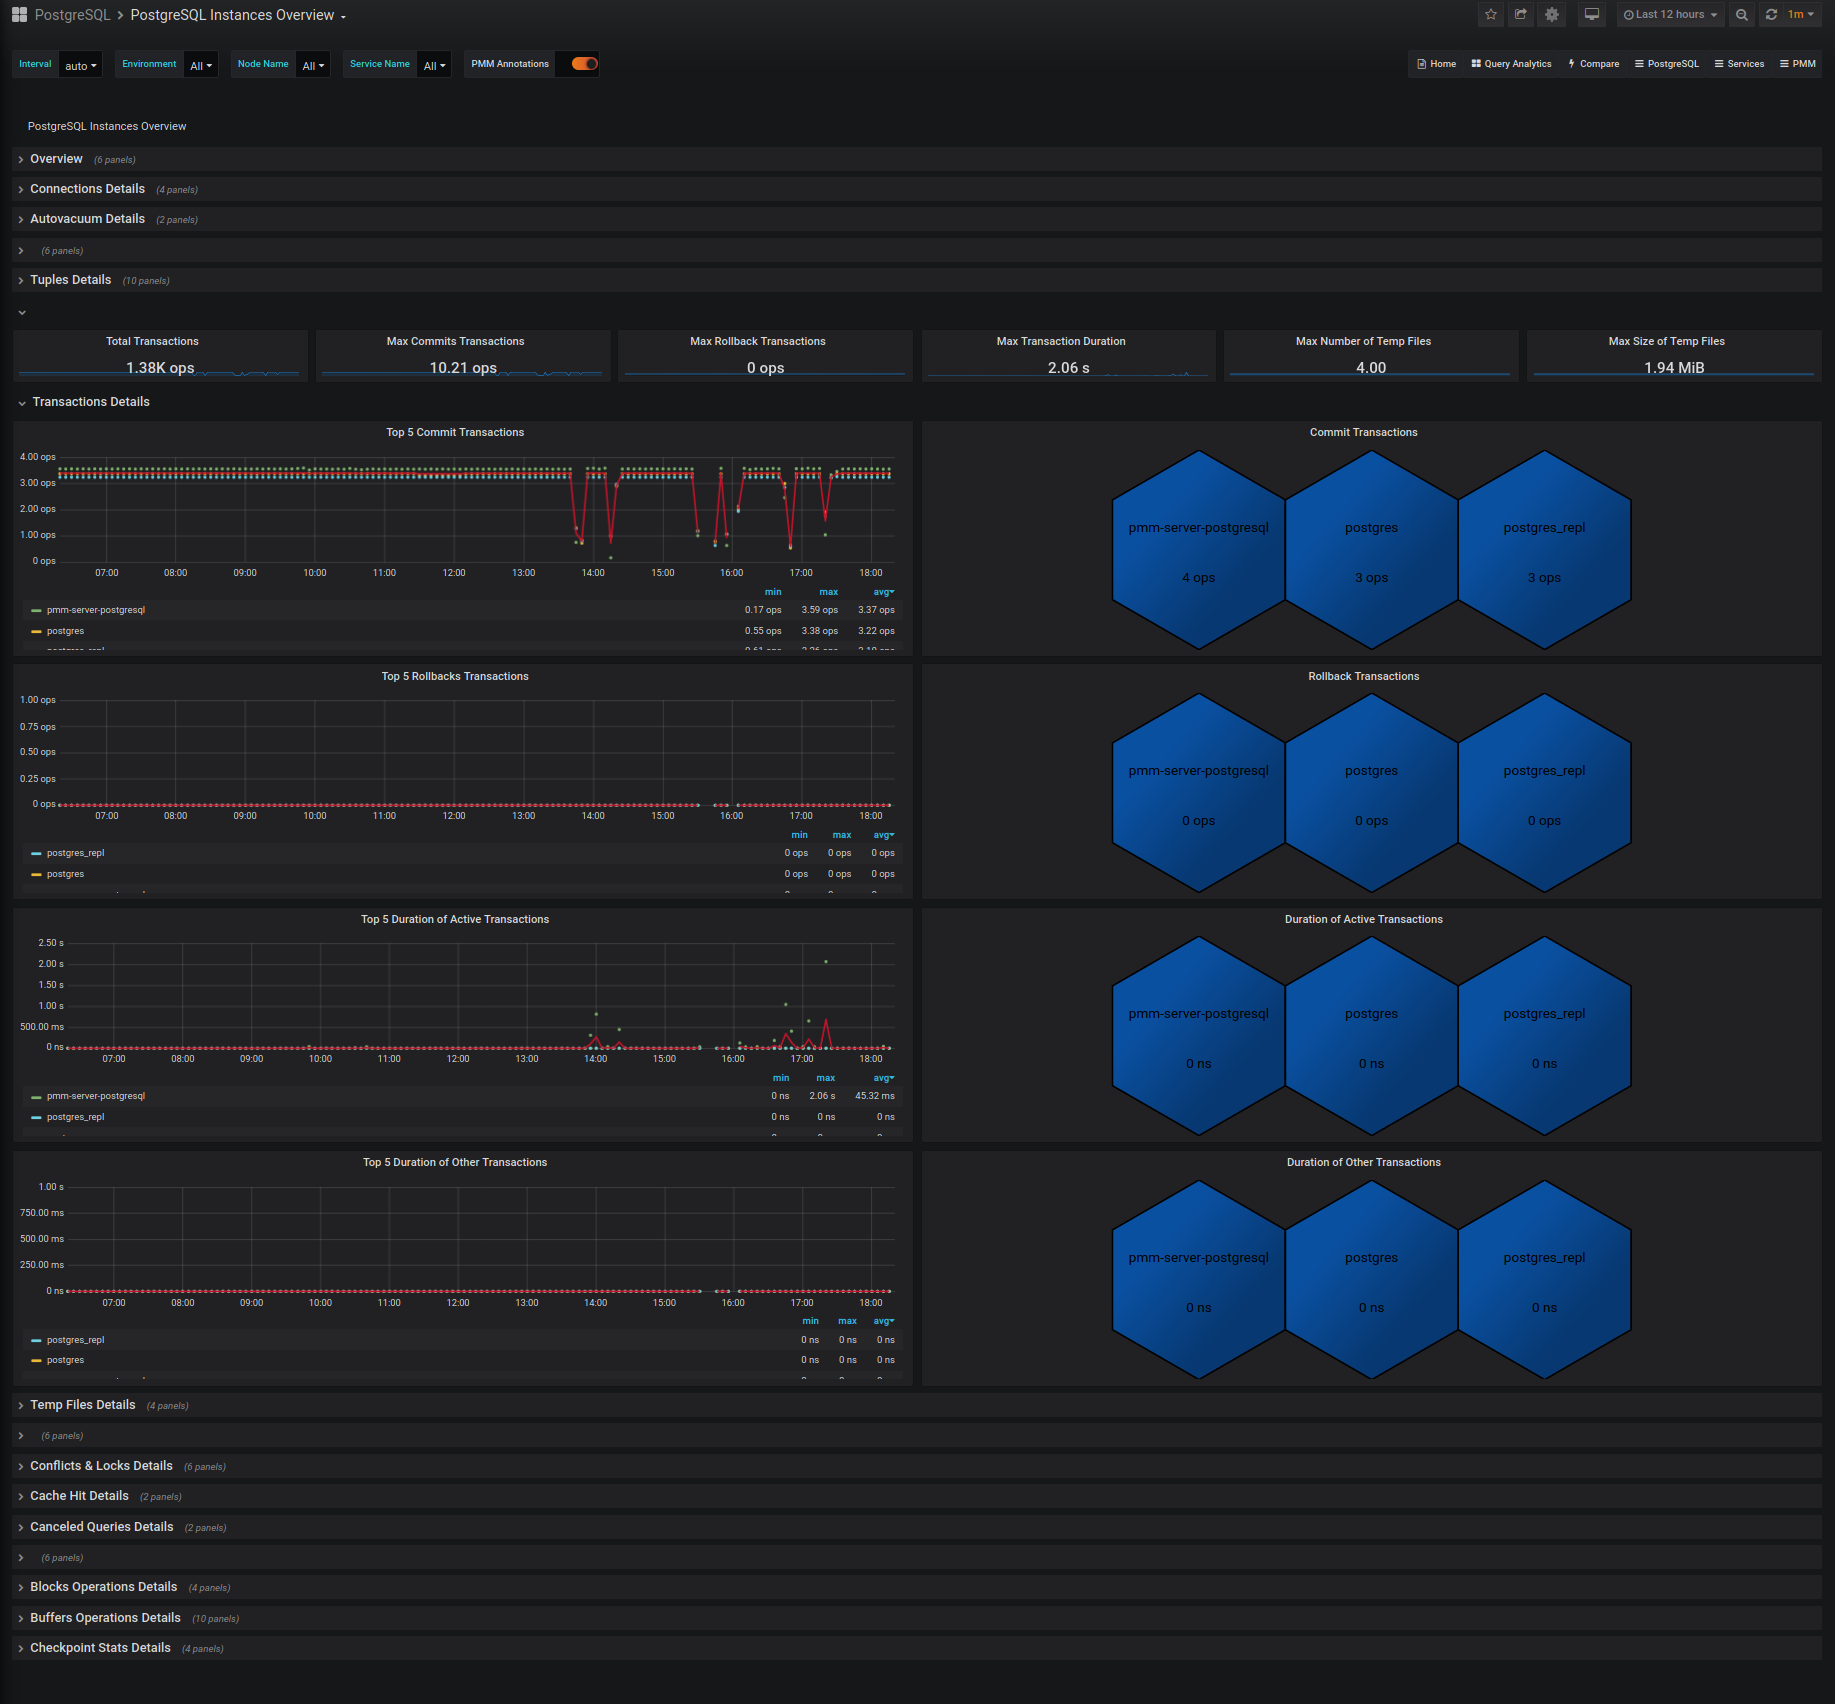 PostgreSQL > PostgreSQL Instances Overview
Last 12 hours
1m
Interval auto Environment All Node Name All Service Name All PMM Annotations
Home Query Analytics Compare PostgreSQL Services PMM
PostgreSQL Instances Overview
Overview (6 panels)
Connections Details (4 panels)
Autovacuum Details (2 panels)
(6 panels)
Tuples Details (10 panels)
Total Transactions
1.38K ops
Max Commits Transactions
10.21 ops
Max Rollback Transactions
0 ops
Max Transaction Duration
2.06 s
Max Number of Temp Files
4.00
Max Size of Temp Files
1.94 MiB
Transactions Details
Top 5 Commit Transactions
4.00 ops
3.00 ops
2.00 ops
1.00 ops
0 ops
07:00 08:00 09:00 10:00 11:00 12:00 13:00 14:00 15:00 16:00 17:00 18:00
min max avg
pmm-server-postgresql 0.17 ops 3.59 ops 3.37 ops
postgres 0.55 ops 3.38 ops 3.22 ops
Commit Transactions
pmm-server-postgresql postgres postgres_repl
4 ops 3 ops 3 ops
Top 5 Rollbacks Transactions
1.00 ops
0.75 ops
0.50 ops
0.25 ops
0 ops
07:00 08:00 09:00 10:00 11:00 12:00 13:00 14:00 15:00 16:00 17:00 18:00
min max avg
postgres_repl 0 ops 0 ops 0 ops
postgres 0 ops 0 ops 0 ops
Rollback Transactions
pmm-server-postgresql postgres postgres_repl
0 ops 0 ops 0 ops
Top 5 Duration of Active Transactions
2.50 s
2.00 s
1.50 s
1.00 s
500.00 ms
0 ns
07:00 08:00 09:00 10:00 11:00 12:00 13:00 14:00 15:00 16:00 17:00 18:00
min max avg
pmm-server-postgresql 0 ns 2.06 s 45.32 ms
postgres_repl 0 ns 0 ns 0 ns
Duration of Active Transactions
pmm-server-postgresql postgres postgres_repl
0 ns 0 ns 0 ns
Top 5 Duration of Other Transactions
1.00 s
750.00 ms
500.00 ms
250.00 ms
0 ns
07:00 08:00 09:00 10:00 11:00 12:00 13:00 14:00 15:00 16:00 17:00 18:00
min max avg
postgres_repl 0 ns 0 ns 0 ns
postgres 0 ns 0 ns 0 ns
Duration of Other Transactions
pmm-server-postgresql postgres postgres_repl
0 ns 0 ns 0 ns
Temp Files Details (4 panels)
(6 panels)
Conflicts & Locks Details (6 panels)
Cache Hit Details (2 panels)
Canceled Queries Details (2 panels)
(6 panels)
Blocks Operations Details (4 panels)
Buffers Operations Details (10 panels)
Checkpoint Stats Details (4 panels)